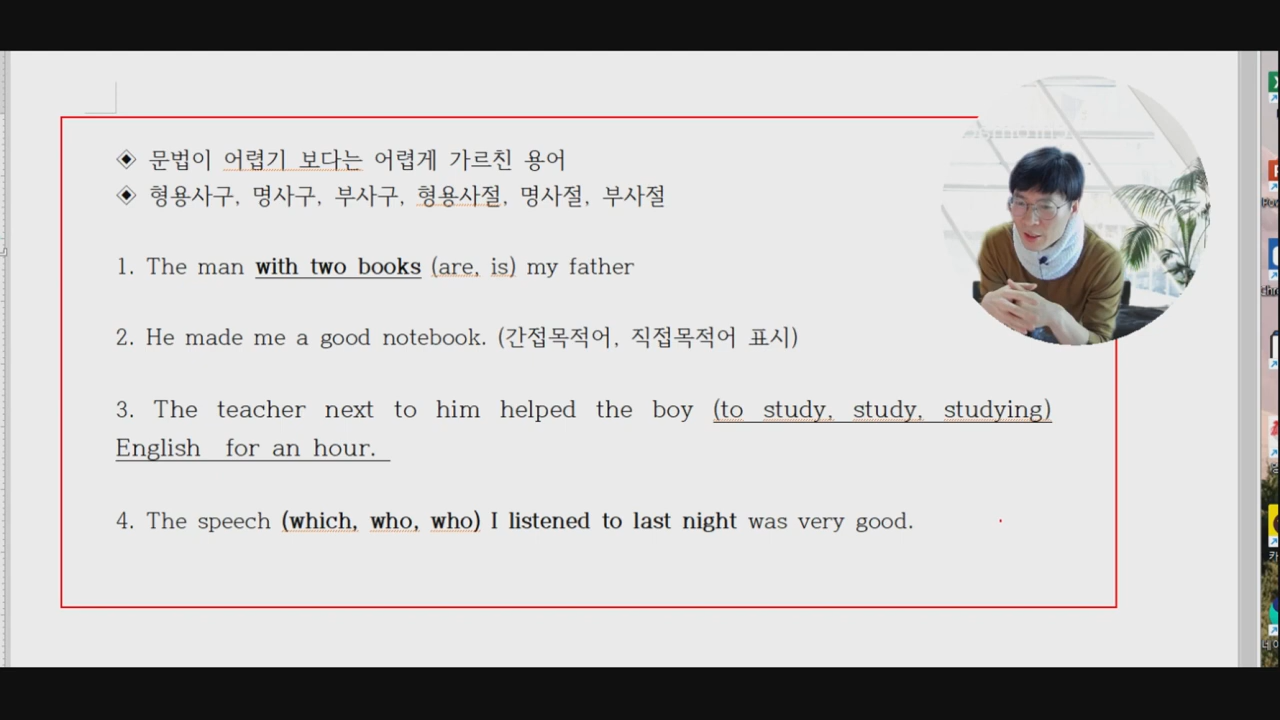 ◈ 문법이 어렵기 보다는 어렵게 가르친 용어
◈ 형용사구, 명사구, 부사구, 형용사절, 명사절, 부사절
1. The man with two books (are, is) my father
2. He made me a good notebook. (간접목적어, 직접목적어 표시)
3. The teacher next to him helped the boy (to study, study, studying)
English for an hour.
4. The speech (which, who, who) I listened to last night was very good.